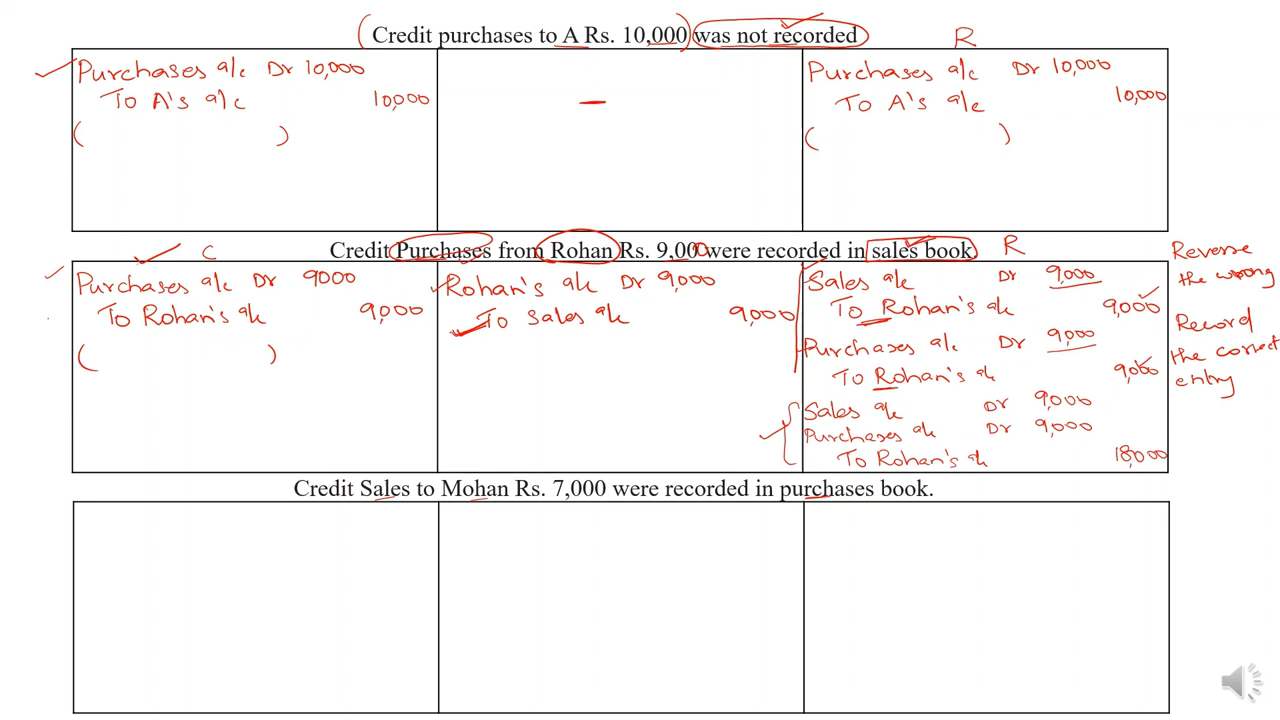 Credit purchases to A Rs. 10,000 was not recorded
R
Purchases a/c Dr 10,000
To A's a/c 10,000
( )
Purchases a/c Dr 10,000
To A's a/c 10,000
( )
Credit Purchases from Rohan Rs. 9,000 were recorded in sales book
C
R
Purchases a/c Dr 9000
To Rohan's a/c 9,000
( )
Rohan's a/c Dr 9,000
To Sales a/c 9,000
Sales a/c Dr 9,000
To Rohan's a/c 9,000
Purchases a/c Dr 9,000
To Rohan's a/c 9,000
Sales a/c Dr 9,000
Purchases a/c Dr 9,000
To Rohan's a/c 18,000
Reverse
the wrong
Record
the correct
entry
Credit Sales to Mohan Rs. 7,000 were recorded in purchases book.